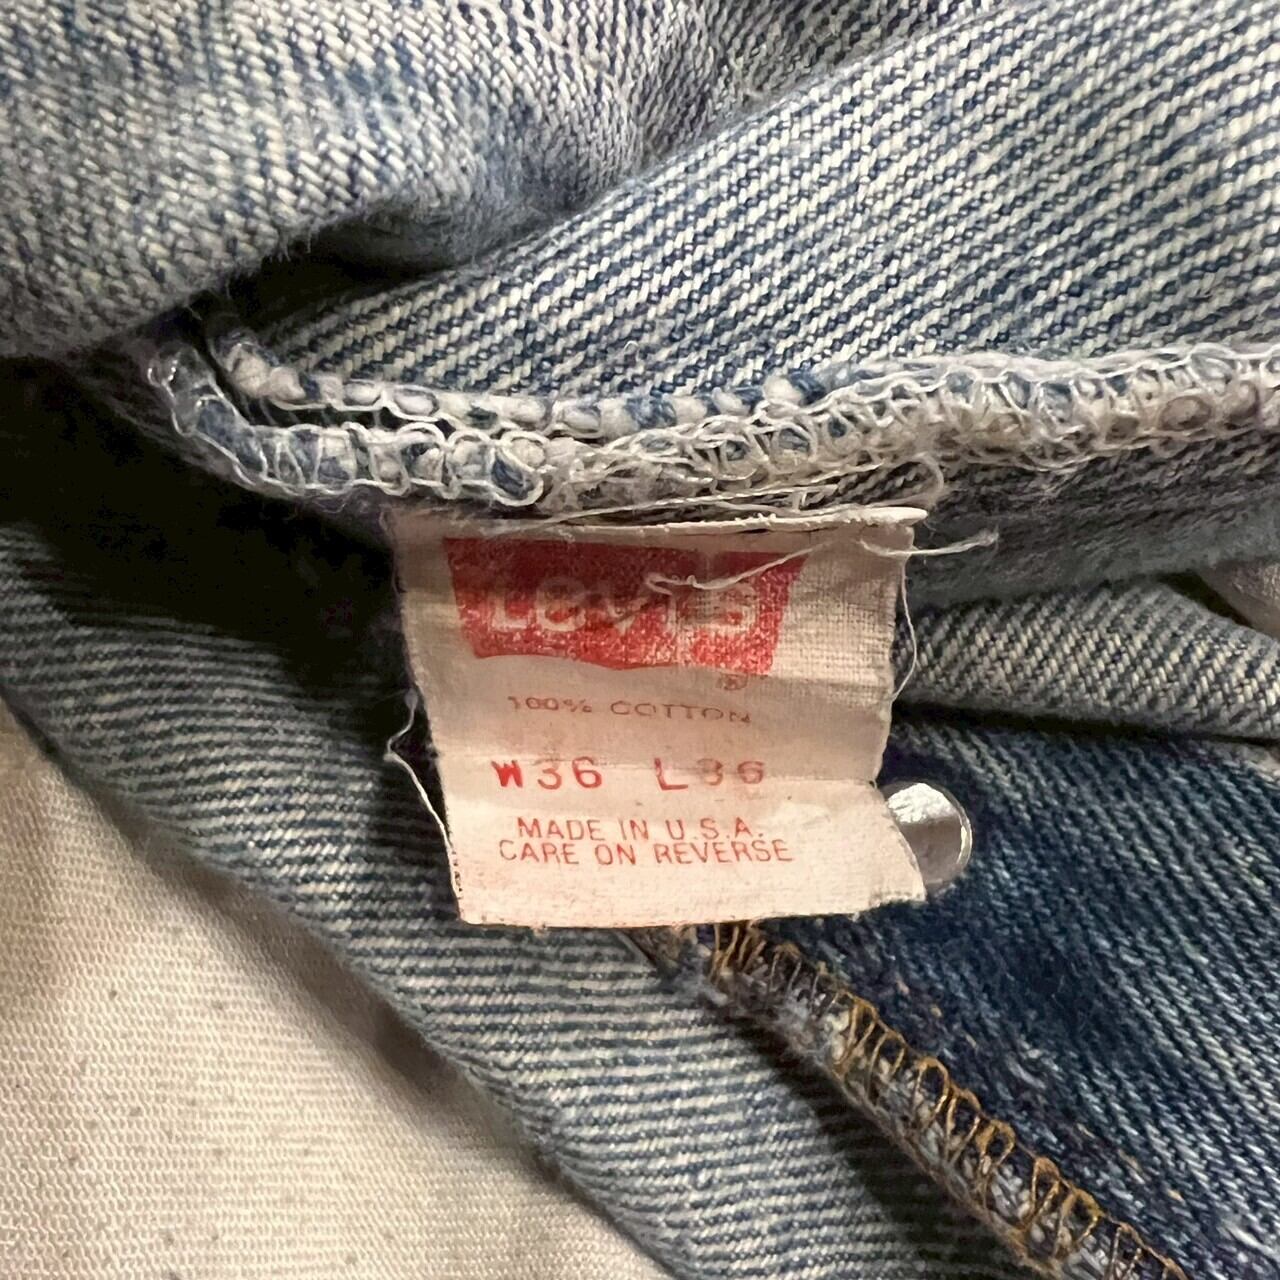 LEVI'S
®
100% COTTON
W36 L36
MADE IN U.S.A.
CARE ON REVERSE